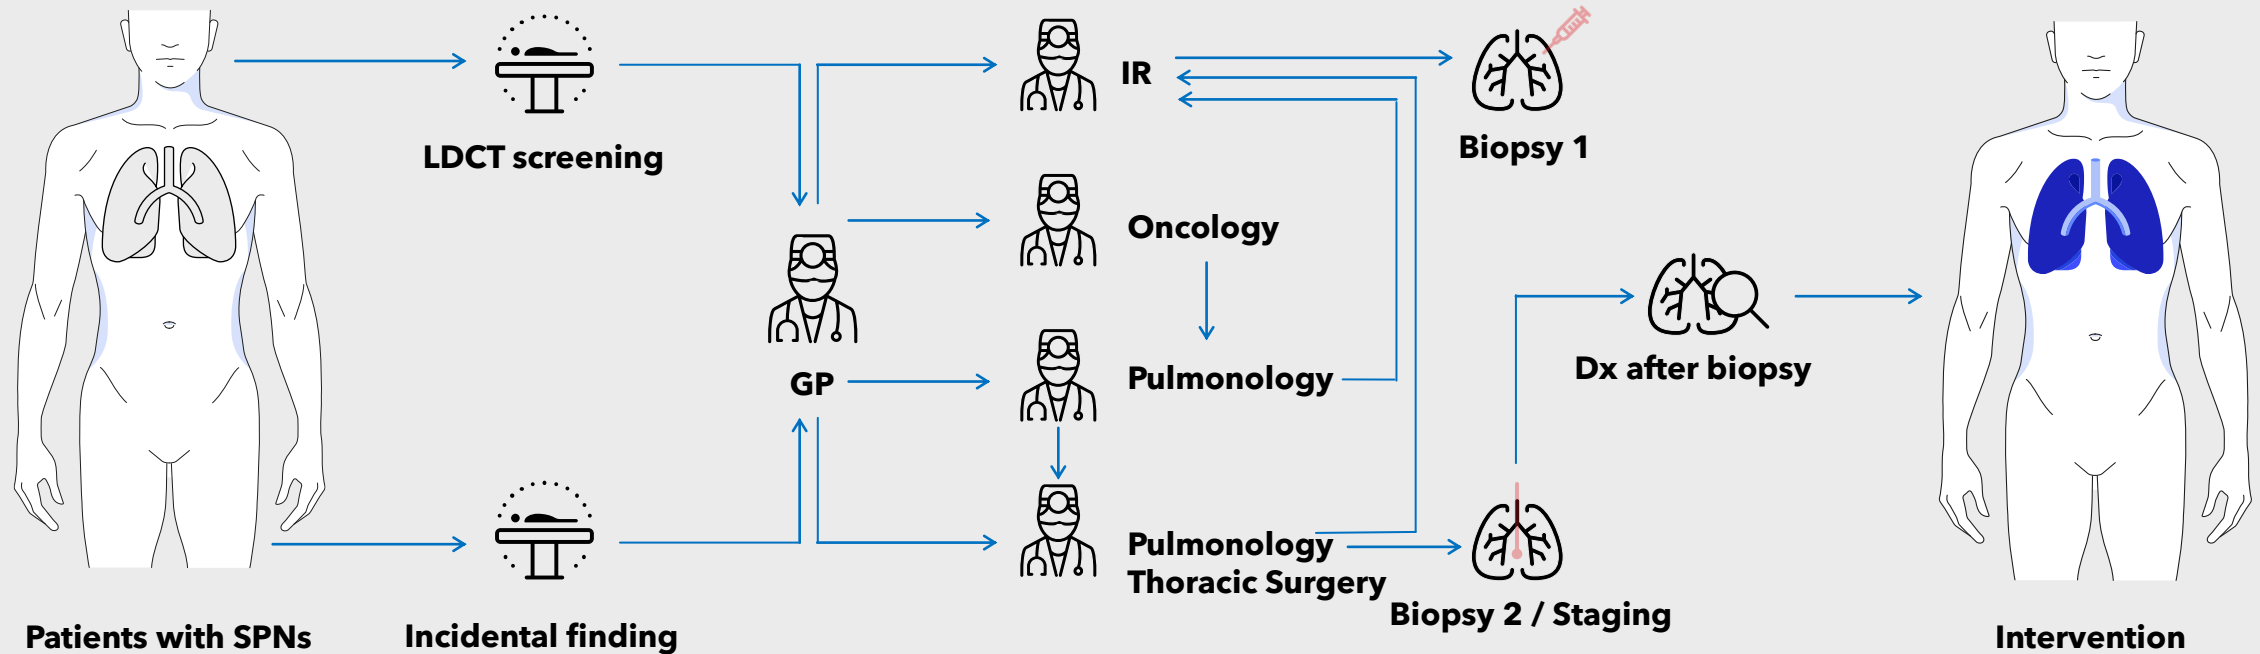 IR
LDCT screening
Biopsy 1
Oncology
GP
Pulmonology
Dx after biopsy
Pulmonology
Thoracic Surgery
Biopsy 2 / Staging
Patients with SPNs
Incidental finding
Intervention